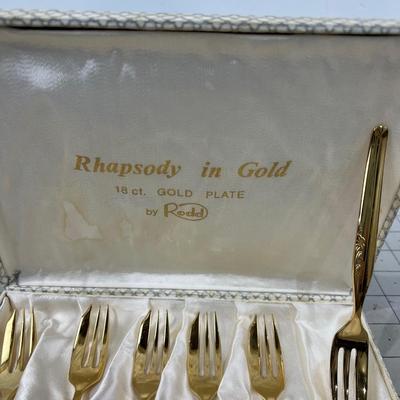 Rhapsody in Gold
18 ct. GOLD PLATE
by Rodd